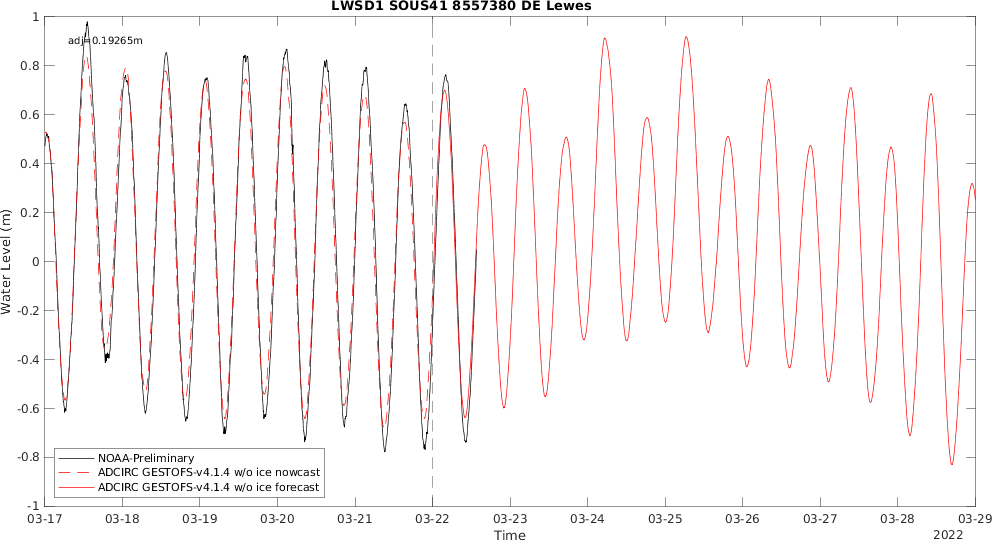 LWSD1 SOUS41 8557380 DE Lewes
adj=0.19265m
Water Level (m)
1
0.8
0.6
0.4
0.2
0
-0.2
-0.4
-0.6
-0.8
-1
NOAA-Preliminary
ADCIRC GESTOFS-v4.1.4 w/o ice nowcast
ADCIRC GESTOFS-v4.1.4 w/o ice forecast
03-17 03-18 03-19 03-20 03-21 03-22 03-23 03-24 03-25 03-26 03-27 03-28 03-29
Time
2022